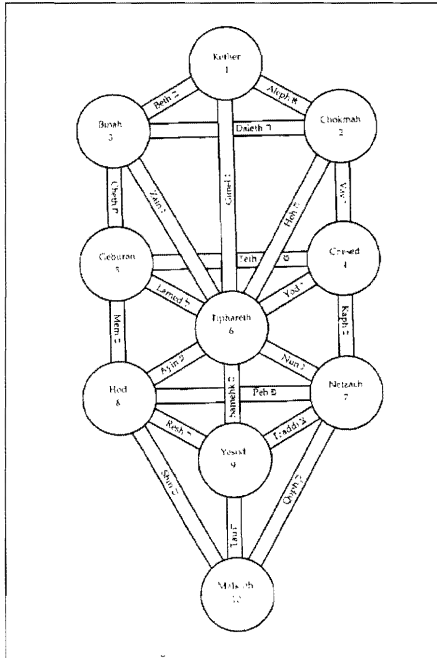 Kether
1
Beth ב
Aleph א
Binah
3
Chokmah
2
Daleth ד
Cheth ח
Zain ז
Gimel ג
Heh ה
Vav ו
Geburah
5
Chesed
4
Teth ט
Lamed ל
Yod י
Tiphareth
6
Mem מ
Kaph כ
Ayin ע
Nun נ
Hod
8
Netzach
7
Samehk ס
Peh פ
Resh ר
Tzaddi צ
Yesod
9
Shin ש
Qoph ק
Tau ת
Malkuth
10